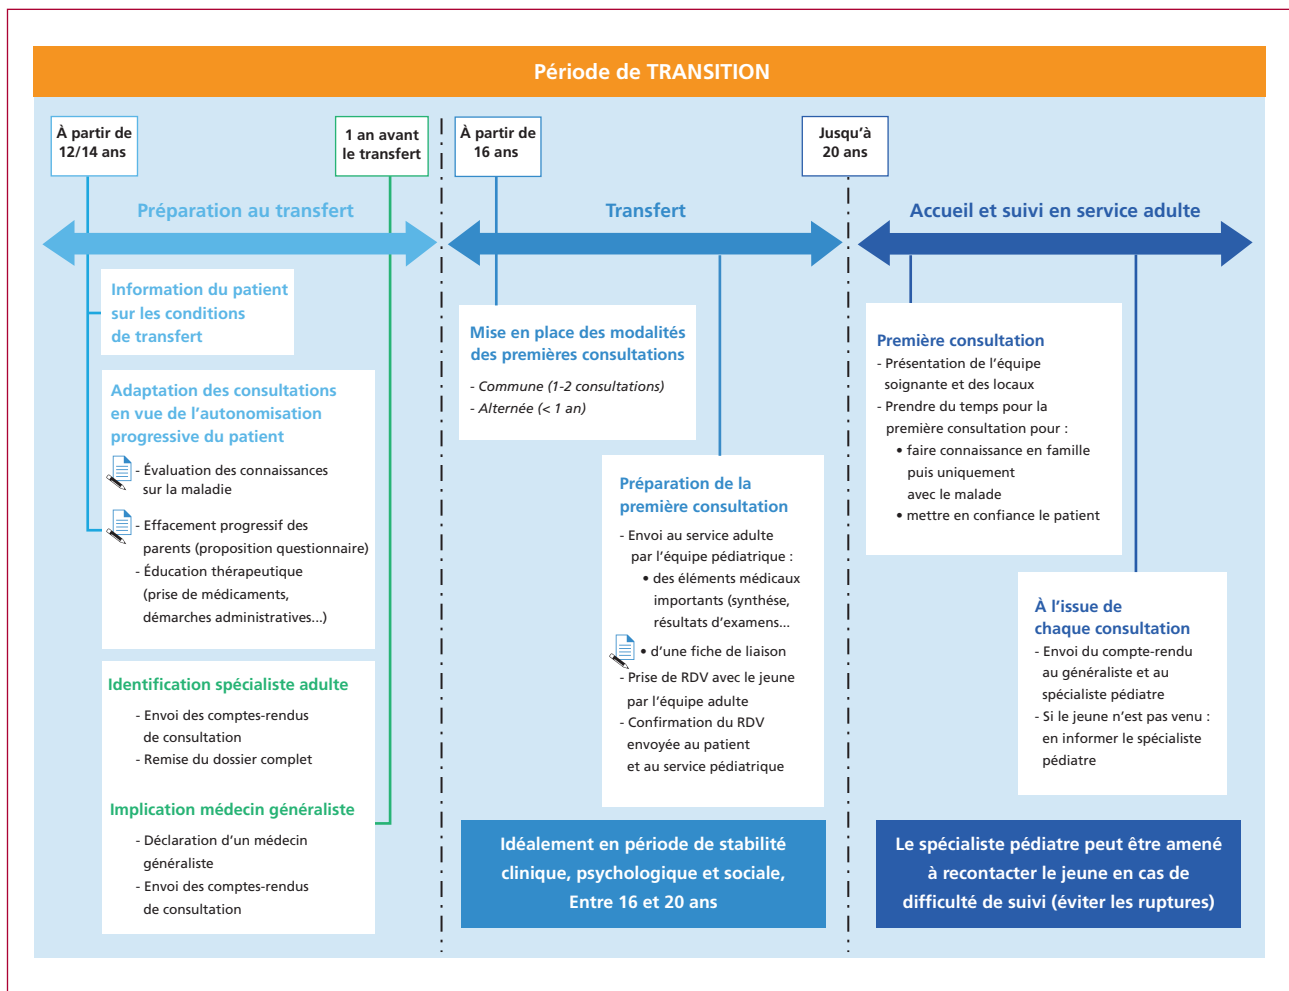 Période de TRANSITION
À partir de
12/14 ans
1 an avant
le transfert
À partir de
16 ans
Jusqu'à
20 ans
Préparation au transfert
Transfert
Accueil et suivi en service adulte
Information du patient
sur les conditions
de transfert
Adaptation des consultations
en vue de l'autonomisation
progressive du patient
- Évaluation des connaissances
sur la maladie
- Effacement progressif des
parents (proposition questionnaire)
- Éducation thérapeutique
(prise de médicaments,
démarches administratives...)
Identification spécialiste adulte
- Envoi des comptes-rendus
de consultation
- Remise du dossier complet
Implication médecin généraliste
- Déclaration d'un médecin
généraliste
- Envoi des comptes-rendus
de consultation
Mise en place des modalités
des premières consultations
- Commune (1-2 consultations)
- Alternée (< 1 an)
Préparation de la
première consultation
- Envoi au service adulte
par l'équipe pédiatrique :
• des éléments médicaux
importants (synthése,
résultats d'examens...
• d'une fiche de liaison
- Prise de RDV avec le jeune
par l'équipe adulte
- Confirmation du RDV
envoyée au patient
et au service pédiatrique
Idéalement en période de stabilité
clinique, psychologique et sociale,
Entre 16 et 20 ans
Première consultation
- Présentation de l'équipe
soignante et des locaux
- Prendre du temps pour la
première consultation pour :
• faire connaissance en famille
puis uniquement
avec le malade
• mettre en confiance le patient
À l'issue de
chaque consultation
- Envoi du compte-rendu
au généraliste et au
spécialiste pédiatre
- Si le jeune n'est pas venu :
en informer le spécialiste
pédiatre
Le spécialiste pédiatre peut être amené
à recontacter le jeune en cas de
difficulté de suivi (éviter les ruptures)